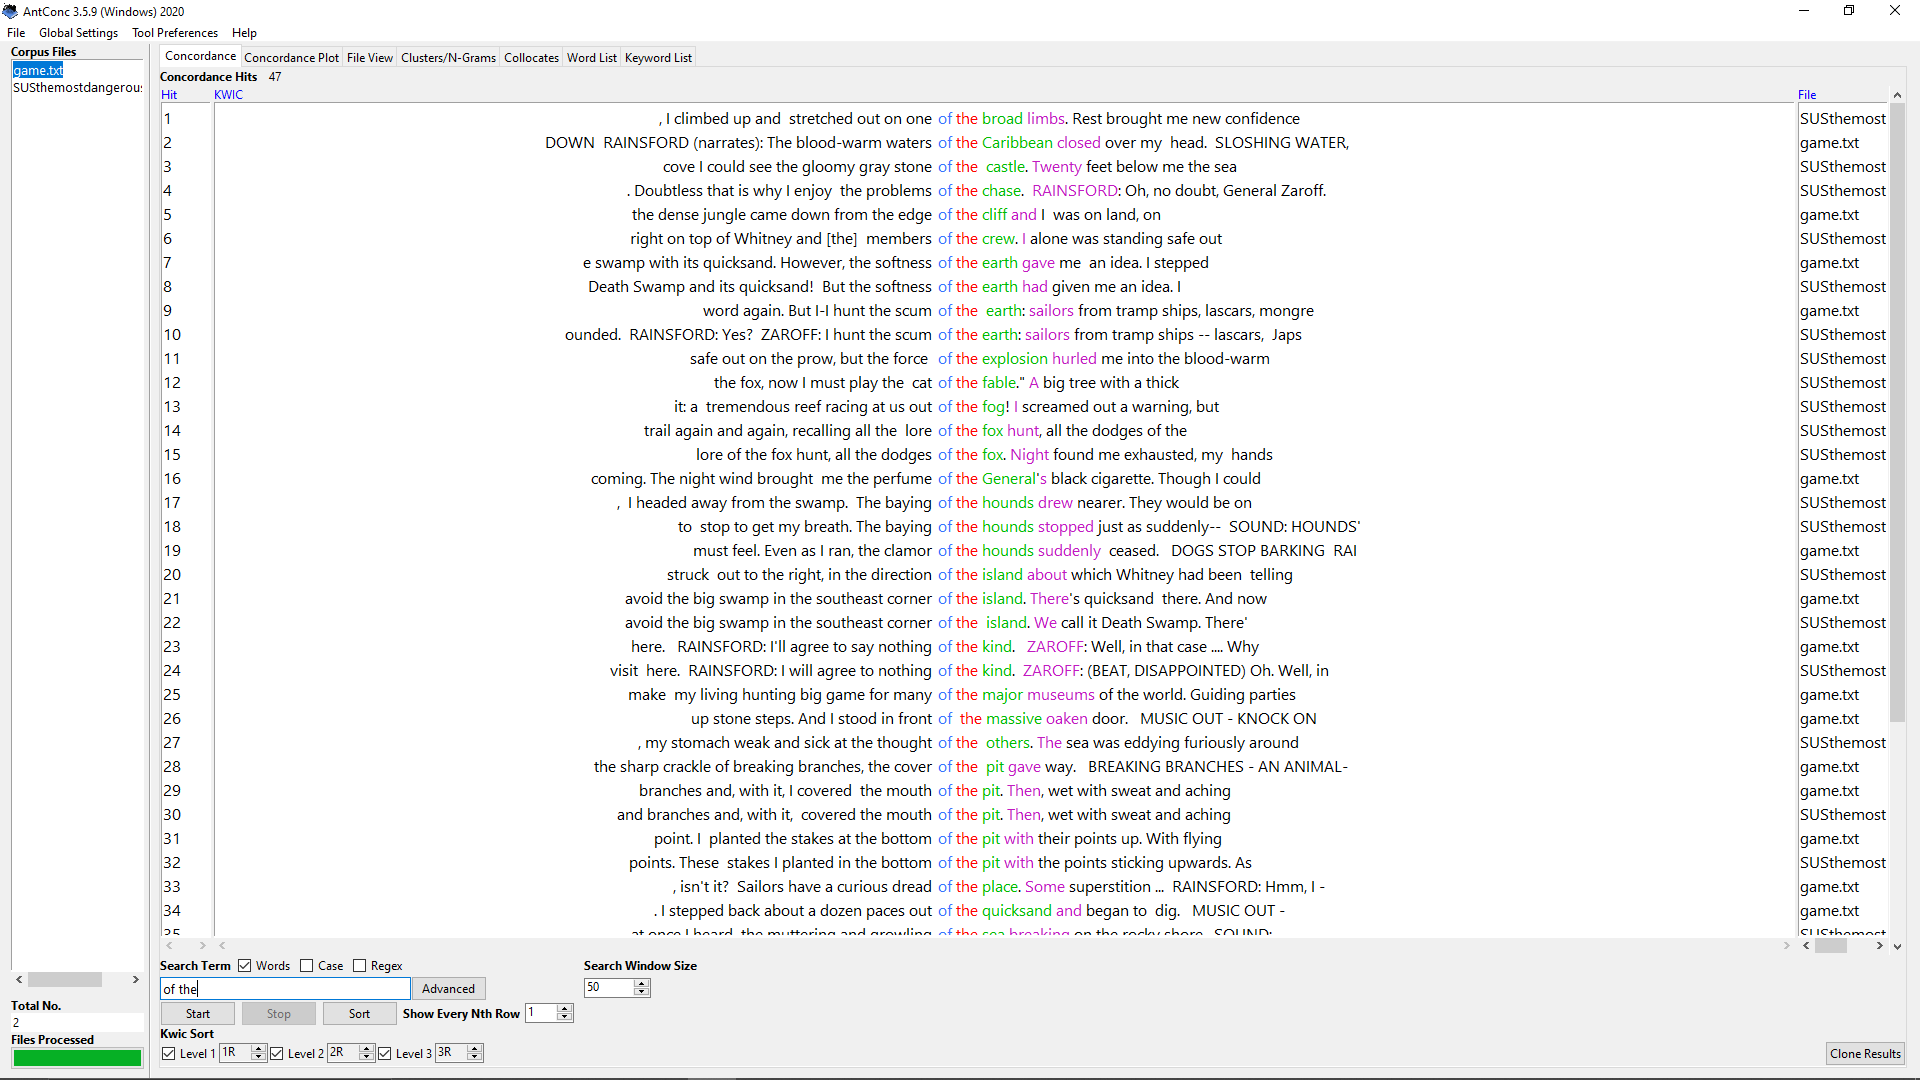 AntConc 3.5.9 (Windows) 2020
File Global Settings Tool Preferences Help
Corpus Files
game.txt
SUSthemostdangerou
Concordance Concordance Plot File View Clusters/N-Grams Collocates Word List Keyword List
Concordance Hits 47
Hit KWIC File
1 , I climbed up and stretched out on one of the broad limbs. Rest brought me new confidence SUSthemost
2 DOWN RAINSFORD (narrates): The blood-warm waters of the Caribbean closed over my head. SLOSHING WATER, game.txt
3 cove I could see the gloomy gray stone of the castle. Twenty feet below me the sea SUSthemost
4 . Doubtless that is why I enjoy the problems of the chase. RAINSFORD: Oh, no doubt, General Zaroff. SUSthemost
5 the dense jungle came down from the edge of the cliff and I was on land, on game.txt
6 right on top of Whitney and [the] members of the crew. I alone was standing safe out SUSthemost
7 e swamp with its quicksand. However, the softness of the earth gave me an idea. I stepped game.txt
8 Death Swamp and its quicksand! But the softness of the earth had given me an idea. I SUSthemost
9 word again. But I-I hunt the scum of the earth: sailors from tramp ships, lascars, mongre game.txt
10 ounded. RAINSFORD: Yes? ZAROFF: I hunt the scum of the earth: sailors from tramp ships -- lascars, Japs SUSthemost
11 safe out on the prow, but the force of the explosion hurled me into the blood-warm SUSthemost
12 the fox, now I must play the cat of the fable." A big tree with a thick SUSthemost
13 it: a tremendous reef racing at us out of the fog! I screamed out a warning, but SUSthemost
14 trail again and again, recalling all the lore of the fox hunt, all the dodges of the SUSthemost
15 lore of the fox hunt, all the dodges of the fox. Night found me exhausted, my hands SUSthemost
16 coming. The night wind brought me the perfume of the General's black cigarette. Though I could game.txt
17 , I headed away from the swamp. The baying of the hounds drew nearer. They would be on SUSthemost
18 to stop to get my breath. The baying of the hounds stopped just as suddenly-- SOUND: HOUNDS' SUSthemost
19 must feel. Even as I ran, the clamor of the hounds suddenly ceased. DOGS STOP BARKING RAI game.txt
20 struck out to the right, in the direction of the island about which Whitney had been telling SUSthemost
21 avoid the big swamp in the southeast corner of the island. There's quicksand there. And now game.txt
22 avoid the big swamp in the southeast corner of the island. We call it Death Swamp. There' SUSthemost
23 here. RAINSFORD: I'll agree to say nothing of the kind. ZAROFF: Well, in that case .... Why game.txt
24 visit here. RAINSFORD: I will agree to nothing of the kind. ZAROFF: (BEAT, DISAPPOINTED) Oh. Well, in SUSthemost
25 make my living hunting big game for many of the major museums of the world. Guiding parties game.txt
26 up stone steps. And I stood in front of the massive oaken door. MUSIC OUT - KNOCK ON game.txt
27 , my stomach weak and sick at the thought of the others. The sea was eddying furiously around SUSthemost
28 the sharp crackle of breaking branches, the cover of the pit gave way. BREAKING BRANCHES - AN ANIMAL- game.txt
29 branches and, with it, I covered the mouth of the pit. Then, wet with sweat and aching game.txt
30 and branches and, with it, covered the mouth of the pit. Then, wet with sweat and aching SUSthemost
31 point. I planted the stakes at the bottom of the pit with their points up. With flying game.txt
32 points. These stakes I planted in the bottom of the pit with the points sticking upwards. As SUSthemost
33 , isn't it? Sailors have a curious dread of the place. Some superstition ... RAINSFORD: Hmm, I - game.txt
34 . I stepped back about a dozen paces out of the quicksand and began to dig. MUSIC OUT - game.txt
35 at once I heard, the muttering and growling of the sea breaking on the rocky shore. SOUND: SUSthemost
Search Term Words Case Regex Search Window Size
of the Advanced 50
Start Stop Sort Show Every Nth Row 1
Kwic Sort
Level 1 1R Level 2 2R Level 3 3R Clone Results
Total No.
2
Files Processed